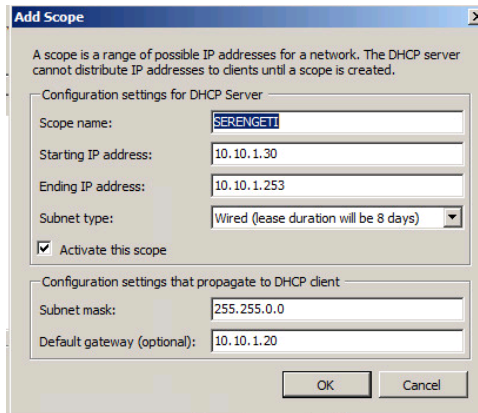 Add Scope
A scope is a range of possible IP addresses for a network. The DHCP server
cannot distribute IP addresses to clients until a scope is created.
Configuration settings for DHCP Server
Scope name: SERENGETI
Starting IP address: 10.10.1.30
Ending IP address: 10.10.1.253
Subnet type: Wired (lease duration will be 8 days)
Activate this scope
Configuration settings that propagate to DHCP client
Subnet mask: 255.255.0.0
Default gateway (optional): 10.10.1.20
OK Cancel